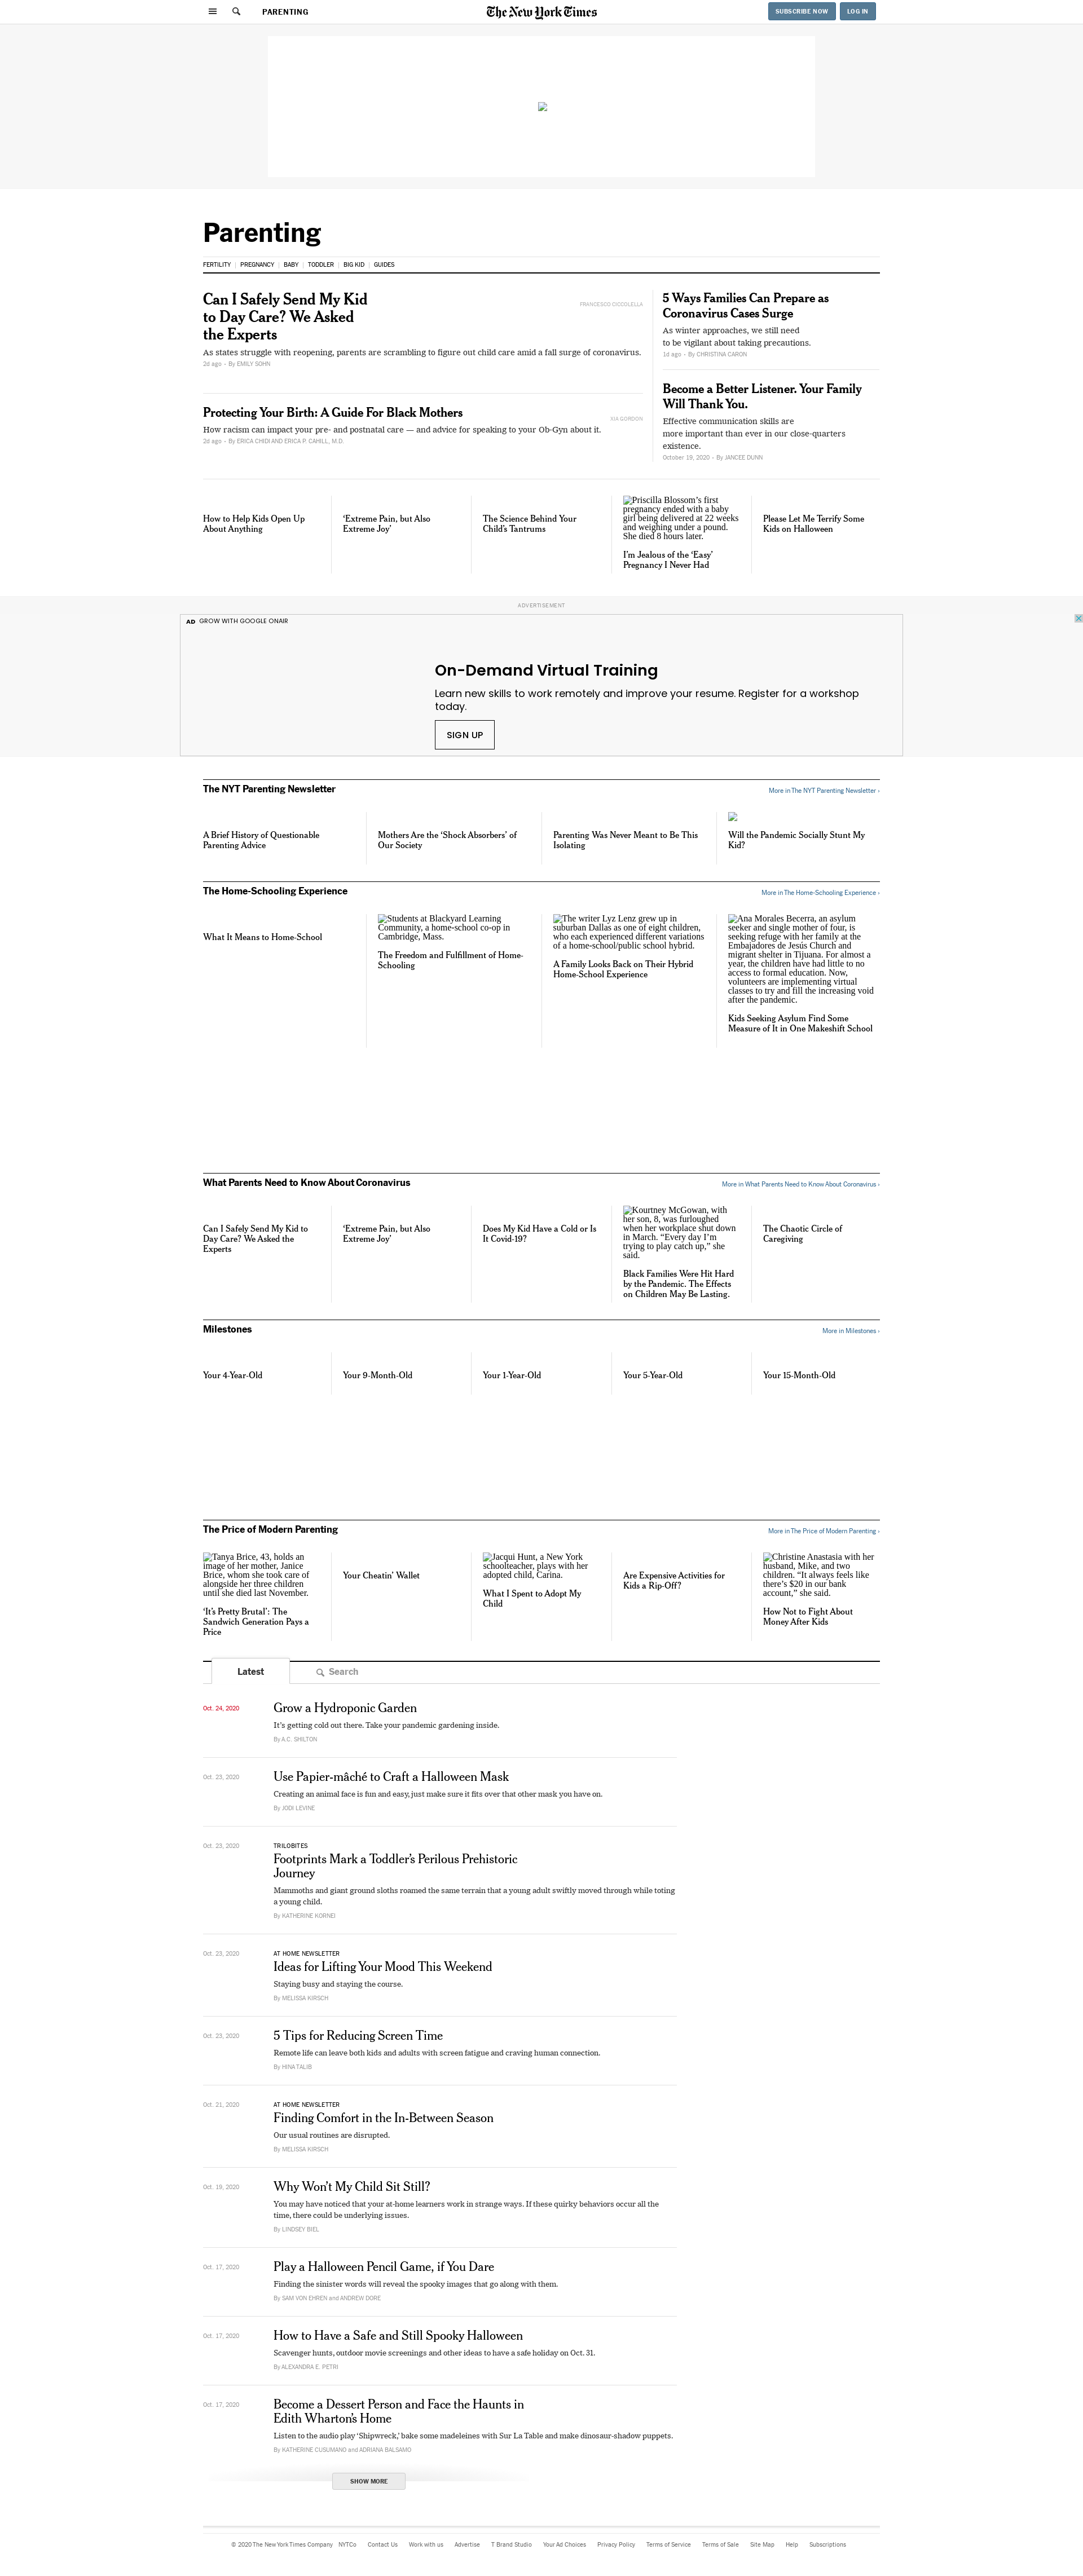 PARENTING
The New York Times
SUBSCRIBE NOW
LOG IN
Parenting
FERTILITY
PREGNANCY
BABY
TODDLER
BIG KID
GUIDES
Can I Safely Send My Kid
to Day Care? We Asked
the Experts
FRANCESCO CICCOLELLA
As states struggle with reopening, parents are scrambling to figure out child care amid a fall surge of coronavirus.
2d ago – By EMILY SOHN
Protecting Your Birth: A Guide For Black Mothers
XIA GORDON
How racism can impact your pre- and postnatal care — and advice for speaking to your Ob-Gyn about it.
2d ago – By ERICA CHIDI AND ERICA P. CAHILL, M.D.
5 Ways Families Can Prepare as
Coronavirus Cases Surge
As winter approaches, we still need
to be vigilant about taking precautions.
1d ago – By CHRISTINA CARON
Become a Better Listener. Your Family
Will Thank You.
Effective communication skills are
more important than ever in our close-quarters
existence.
October 19, 2020 – By JANCEE DUNN
How to Help Kids Open Up
About Anything
‘Extreme Pain, but Also
Extreme Joy’
The Science Behind Your
Child’s Tantrums
Priscilla Blossom’s first
pregnancy ended with a baby
girl being delivered at 22 weeks
and weighing under a pound.
She died 8 hours later.
I’m Jealous of the ‘Easy’
Pregnancy I Never Had
Please Let Me Terrify Some
Kids on Halloween
ADVERTISEMENT
AD GROW WITH GOOGLE ONAIR
On-Demand Virtual Training
Learn new skills to work remotely and improve your resume. Register for a workshop
today.
SIGN UP
The NYT Parenting Newsletter
More in The NYT Parenting Newsletter ›
A Brief History of Questionable
Parenting Advice
Mothers Are the ‘Shock Absorbers’ of
Our Society
Parenting Was Never Meant to Be This
Isolating
Will the Pandemic Socially Stunt My
Kid?
The Home-Schooling Experience
More in The Home-Schooling Experience ›
What It Means to Home-School
Students at Blackyard Learning
Community, a home-school co-op in
Cambridge, Mass.
The Freedom and Fulfillment of Home-
Schooling
The writer Lyz Lenz grew up in
suburban Dallas as one of eight children,
who each experienced different variations
of a home-school/public school hybrid.
A Family Looks Back on Their Hybrid
Home-School Experience
Ana Morales Becerra, an asylum
seeker and single mother of four, is
seeking refuge with her family at the
Embajadores de Jesús Church and
migrant shelter in Tijuana. For almost a
year, the children have had little to no
access to formal education. Now,
volunteers are implementing virtual
classes to try and fill the increasing void
after the pandemic.
Kids Seeking Asylum Find Some
Measure of It in One Makeshift School
What Parents Need to Know About Coronavirus
More in What Parents Need to Know About Coronavirus ›
Can I Safely Send My Kid to
Day Care? We Asked the
Experts
‘Extreme Pain, but Also
Extreme Joy’
Does My Kid Have a Cold or Is
It Covid-19?
Kourtney McGowan, with
her son, 8, was furloughed
when her workplace shut down
in March. “Every day I’m
trying to play catch up,” she
said.
Black Families Were Hit Hard
by the Pandemic. The Effects
on Children May Be Lasting.
The Chaotic Circle of
Caregiving
Milestones
More in Milestones ›
Your 4-Year-Old
Your 9-Month-Old
Your 1-Year-Old
Your 5-Year-Old
Your 15-Month-Old
The Price of Modern Parenting
More in The Price of Modern Parenting ›
Tanya Brice, 43, holds an
image of her mother, Janice
Brice, whom she took care of
alongside her three children
until she died last November.
‘It’s Pretty Brutal’: The
Sandwich Generation Pays a
Price
Your Cheatin’ Wallet
Jacqui Hunt, a New York
schoolteacher, plays with her
adopted child, Carina.
What I Spent to Adopt My
Child
Are Expensive Activities for
Kids a Rip-Off?
Christine Anastasia with her
husband, Mike, and two
children. “It always feels like
there’s $20 in our bank
account,” she said.
How Not to Fight About
Money After Kids
Latest
Search
Oct. 24, 2020
Grow a Hydroponic Garden
It’s getting cold out there. Take your pandemic gardening inside.
By A.C. SHILTON
Oct. 23, 2020
Use Papier-mâché to Craft a Halloween Mask
Creating an animal face is fun and easy, just make sure it fits over that other mask you have on.
By JODI LEVINE
Oct. 23, 2020
TRILOBITES
Footprints Mark a Toddler’s Perilous Prehistoric
Journey
Mammoths and giant ground sloths roamed the same terrain that a young adult swiftly moved through while toting
a young child.
By KATHERINE KORNEI
Oct. 23, 2020
AT HOME NEWSLETTER
Ideas for Lifting Your Mood This Weekend
Staying busy and staying the course.
By MELISSA KIRSCH
Oct. 23, 2020
5 Tips for Reducing Screen Time
Remote life can leave both kids and adults with screen fatigue and craving human connection.
By HINA TALIB
Oct. 21, 2020
AT HOME NEWSLETTER
Finding Comfort in the In-Between Season
Our usual routines are disrupted.
By MELISSA KIRSCH
Oct. 19, 2020
Why Won’t My Child Sit Still?
You may have noticed that your at-home learners work in strange ways. If these quirky behaviors occur all the
time, there could be underlying issues.
By LINDSEY BIEL
Oct. 17, 2020
Play a Halloween Pencil Game, if You Dare
Finding the sinister words will reveal the spooky images that go along with them.
By SAM VON EHREN and ANDREW DORE
Oct. 17, 2020
How to Have a Safe and Still Spooky Halloween
Scavenger hunts, outdoor movie screenings and other ideas to have a safe holiday on Oct. 31.
By ALEXANDRA E. PETRI
Oct. 17, 2020
Become a Dessert Person and Face the Haunts in
Edith Wharton’s Home
Listen to the audio play ‘Shipwreck,’ bake some madeleines with Sur La Table and make dinosaur-shadow puppets.
By KATHERINE CUSUMANO and ADRIANA BALSAMO
SHOW MORE
© 2020 The New York Times Company
NYTCo
Contact Us
Work with us
Advertise
T Brand Studio
Your Ad Choices
Privacy Policy
Terms of Service
Terms of Sale
Site Map
Help
Subscriptions